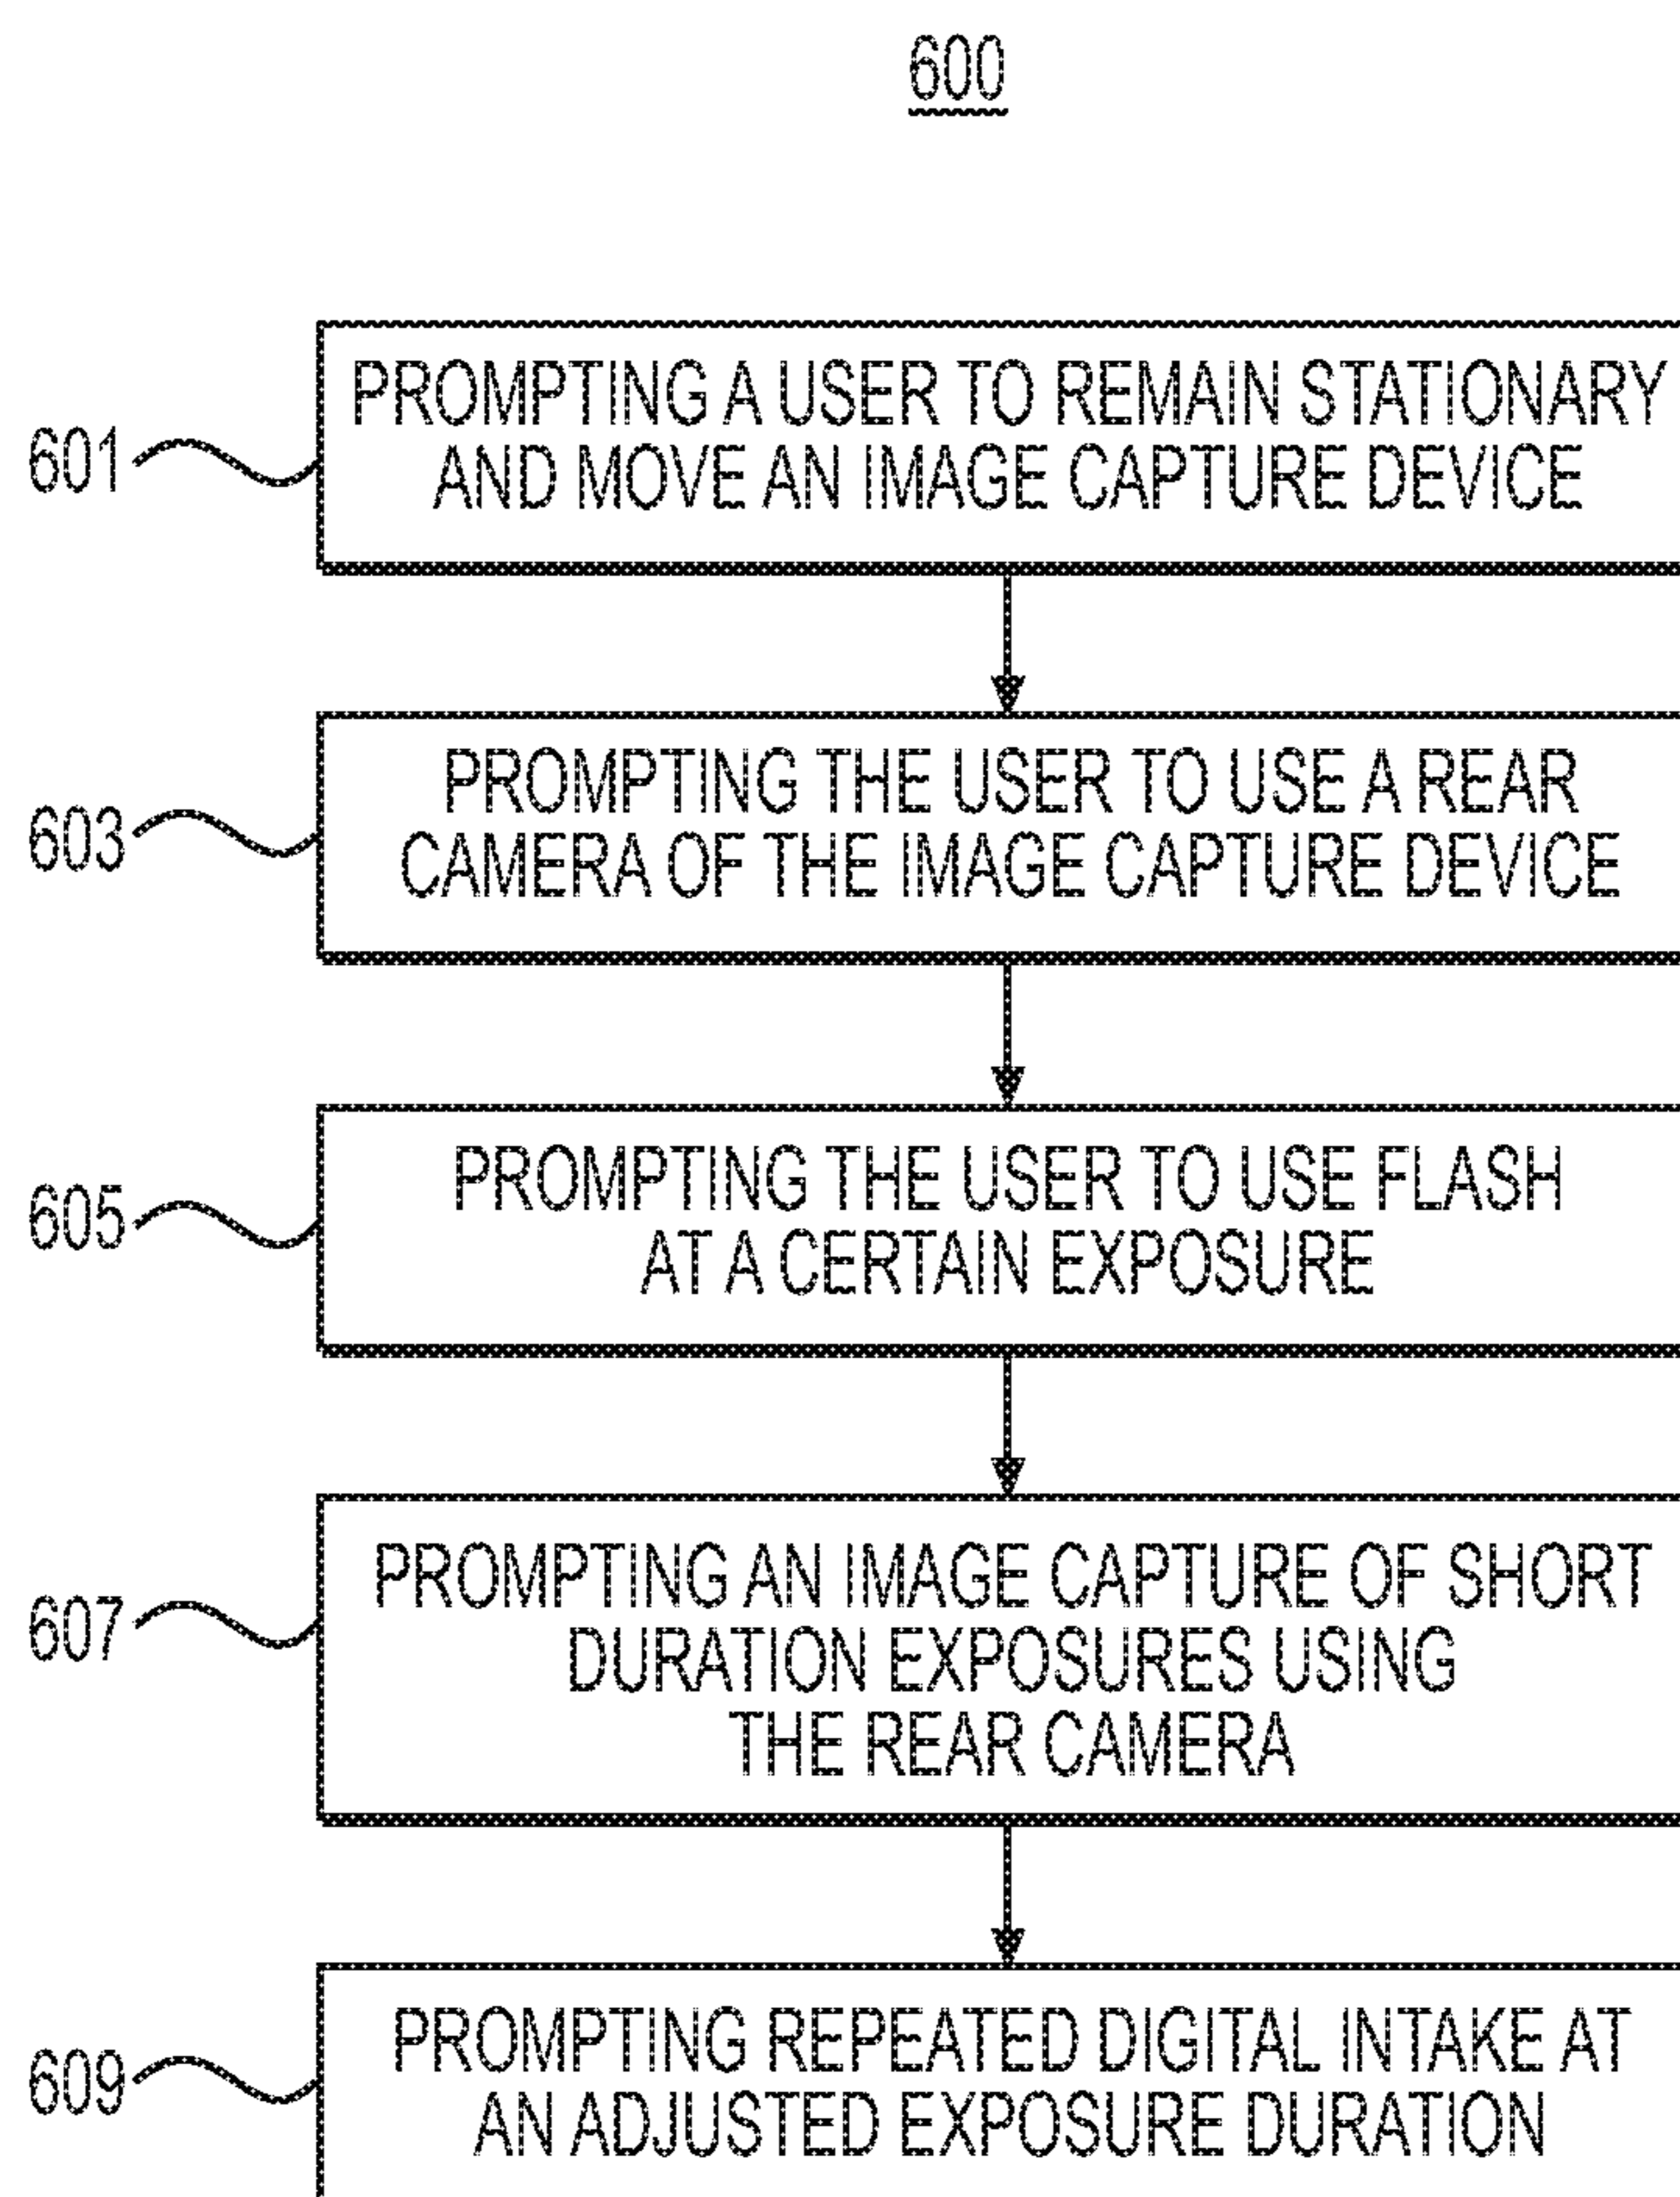 600
PROMPTING A USER TO REMAIN STATIONARY
AND MOVE AN IMAGE CAPTURE DEVICE
601
PROMPTING THE USER TO USE A REAR
CAMERA OF THE IMAGE CAPTURE DEVICE
603
PROMPTING THE USER TO USE FLASH
AT A CERTAIN EXPOSURE
605
PROMPTING AN IMAGE CAPTURE OF SHORT
DURATION EXPOSURES USING
THE REAR CAMERA
607
PROMPTING REPEATED DIGITAL INTAKE AT
AN ADJUSTED EXPOSURE DURATION
609